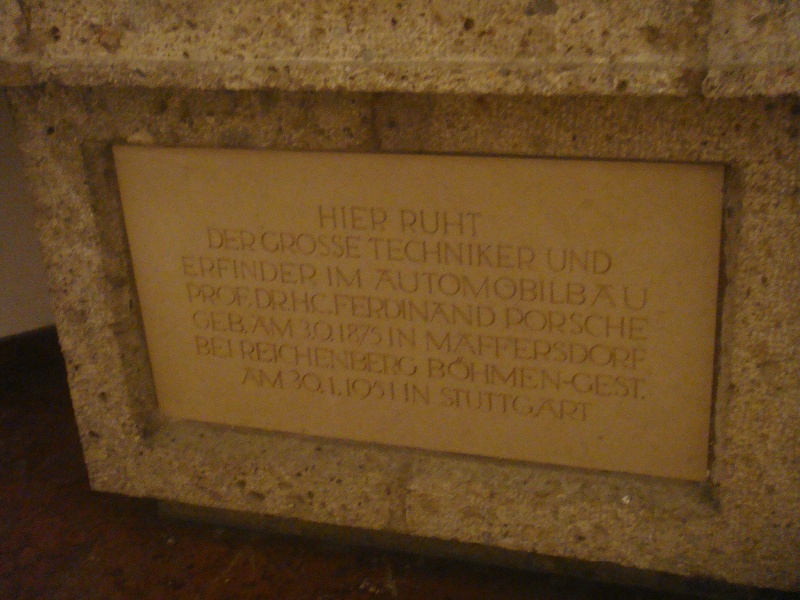 HIER RUHT
DER GROSSE TECHNIKER UND
ERFINDER IM AUTOMOBILBAU
PROF.DR.H.C.FERDINAND PORSCHE
GEB.AM 3.9.1875 IN MAFFERSDORF
BEI REICHENBERG BÖHMEN-GEST.
AM 30.1.1951 IN STUTTGART